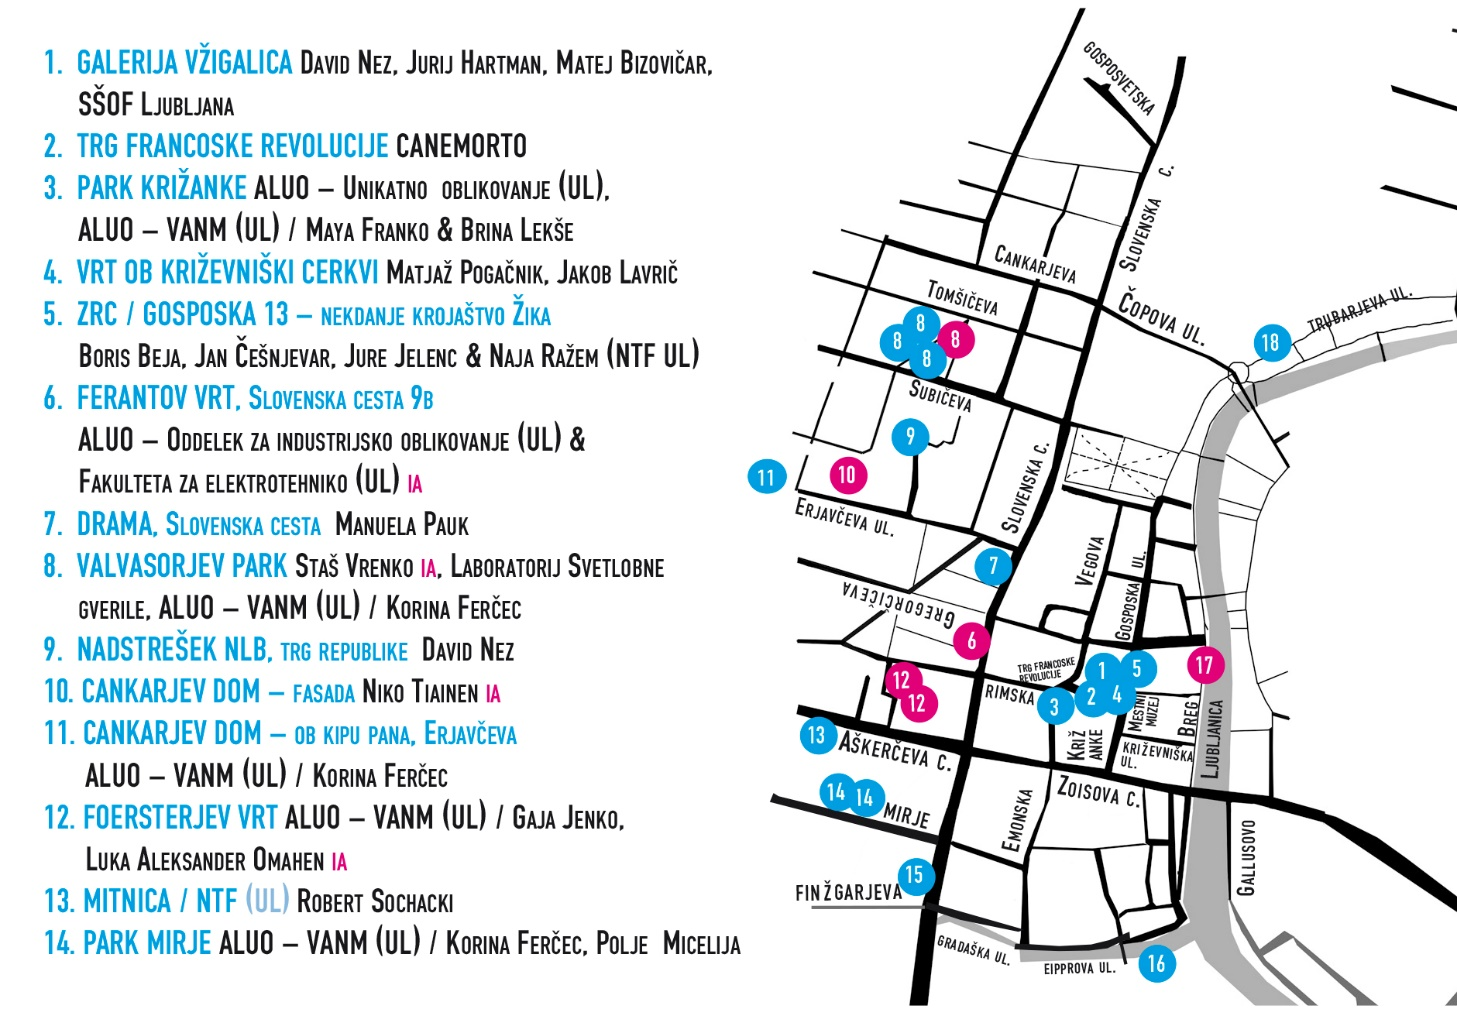 1. GALERIJA VŽIGALICA DAVID NEZ, JURIJ HARTMAN, MATEJ BIZOVIČAR,
SŠOF LJUBLJANA
2. TRG FRANCOSKE REVOLUCIJE CANEMORTO
3. PARK KRIŽANKE ALUO – UNIKATNO OBLIKOVANJE (UL),
ALUO – VANM (UL) / MAYA FRANKO & BRINA LEKŠE
4. VRT OB KRIŽEVNIŠKI CERKVI MATJAŽ POGAČNIK, JAKOB LAVRIČ
5. ZRC / GOSPOSKA 13 – NEKDANJE KROJAŠTVO ŽIKA
BORIS BEJA, JAN ČEŠNJEVAR, JURE JELENC & NAJA RAŽEM (NTF UL)
6. FERANTOV VRT, SLOVENSKA CESTA 9B
ALUO – ODDELEK ZA INDUSTRIJSKO OBLIKOVANJE (UL) &
FAKULTETA ZA ELEKTROTEHNIKO (UL) IA
7. DRAMA, SLOVENSKA CESTA MANUELA PAUK
8. VALVASORJEV PARK STAŠ VRENKO IA, LABORATORIJ SVETLOBNE
GVERILE, ALUO – VANM (UL) / KORINA FERČEC
9. NADSTREŠEK NLB, TRG REPUBLIKE DAVID NEZ
10. CANKARJEV DOM – FASADA NIKO TIAINEN IA
11. CANKARJEV DOM – OB KIPU PANA, ERJAVČEVA
ALUO – VANM (UL) / KORINA FERČEC
12. FOERSTERJEV VRT ALUO – VANM (UL) / GAJA JENKO,
LUKA ALEKSANDER OMAHEN IA
13. MITNICA / NTF (UL) ROBERT SOCHACKI
14. PARK MIRJE ALUO – VANM (UL) / KORINA FERČEC, POLJE MICELIJA
GOSPOSVETSKA
SLOVENSKA C.
CANKARJEVA
TOMŠIČEVA
ČOPOVA UL.
TRUBARJEVA UL.
18
8
8
8
8
ŠUBIČEVA
9
10
11
ERJAVČEVA UL.
SLOVENSKA C.
7
VEGOVA
GOSPOSKA UL.
GREGORČIČEVA
6
TRG FRANCOSKE
REVOLUCIJE
1
5
17
12
12
RIMSKA
3
2
4
MESTNI
MUZEJ
BREG
LJUBLJANICA
13
AŠKERČEVA C.
KRIŽ
ANKE
KRIŽEVNIŠKA
UL.
14
14
MIRJE
EMONSKA
ZOISOVA C.
GALLUSOVO
15
FINŽGARJEVA
GRADAŠKA UL.
EIPPROVA UL.
16